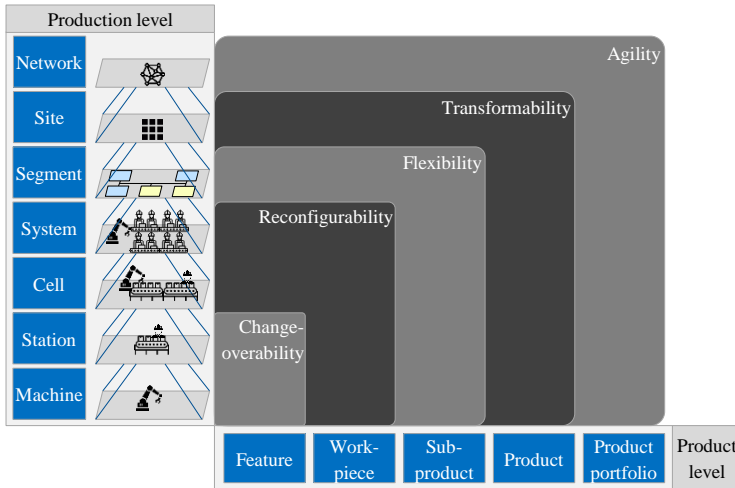 Production level
Network
Site
Segment
System
Cell
Station
Machine
Agility
Transformability
Flexibility
Reconfigurability
Change-
overability
Feature
Work-
piece
Sub-
product
Product
Product
portfolio
Product
level